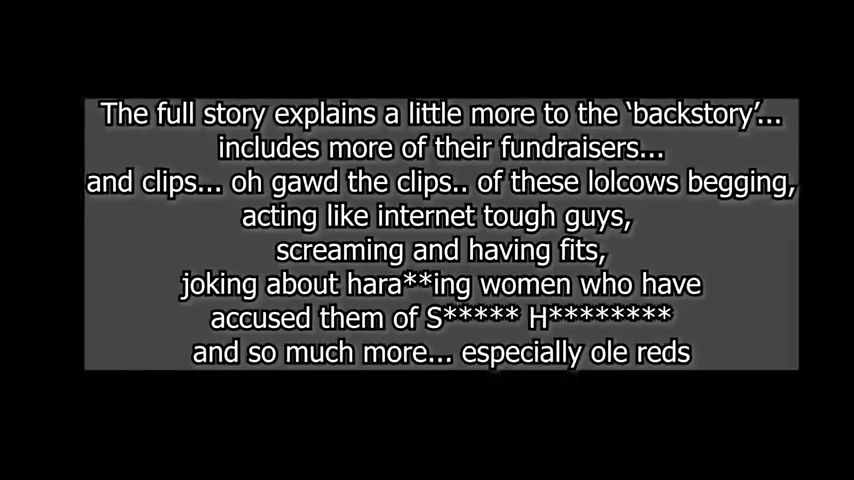 The full story explains a little more to the ‘backstory’...
includes more of their fundraisers...
and clips... oh gawd the clips.. of these lolcows begging,
acting like internet tough guys,
screaming and having fits,
joking about hara**ing women who have
accused them of S***** H********
and so much more... especially ole reds